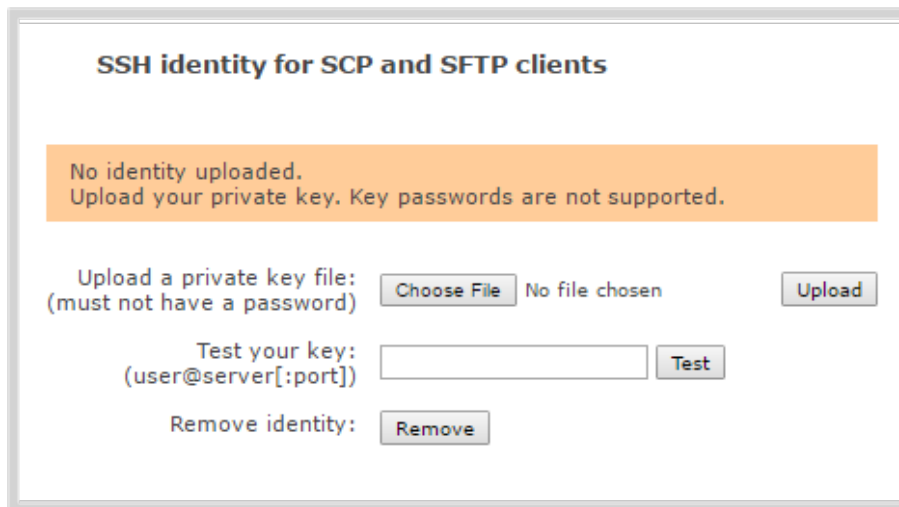 SSH identity for SCP and SFTP clients
No identity uploaded.
Upload your private key. Key passwords are not supported.
Upload a private key file:
(must not have a password)
Choose File No file chosen
Upload
Test your key:
(user@server[:port])
Test
Remove identity:
Remove